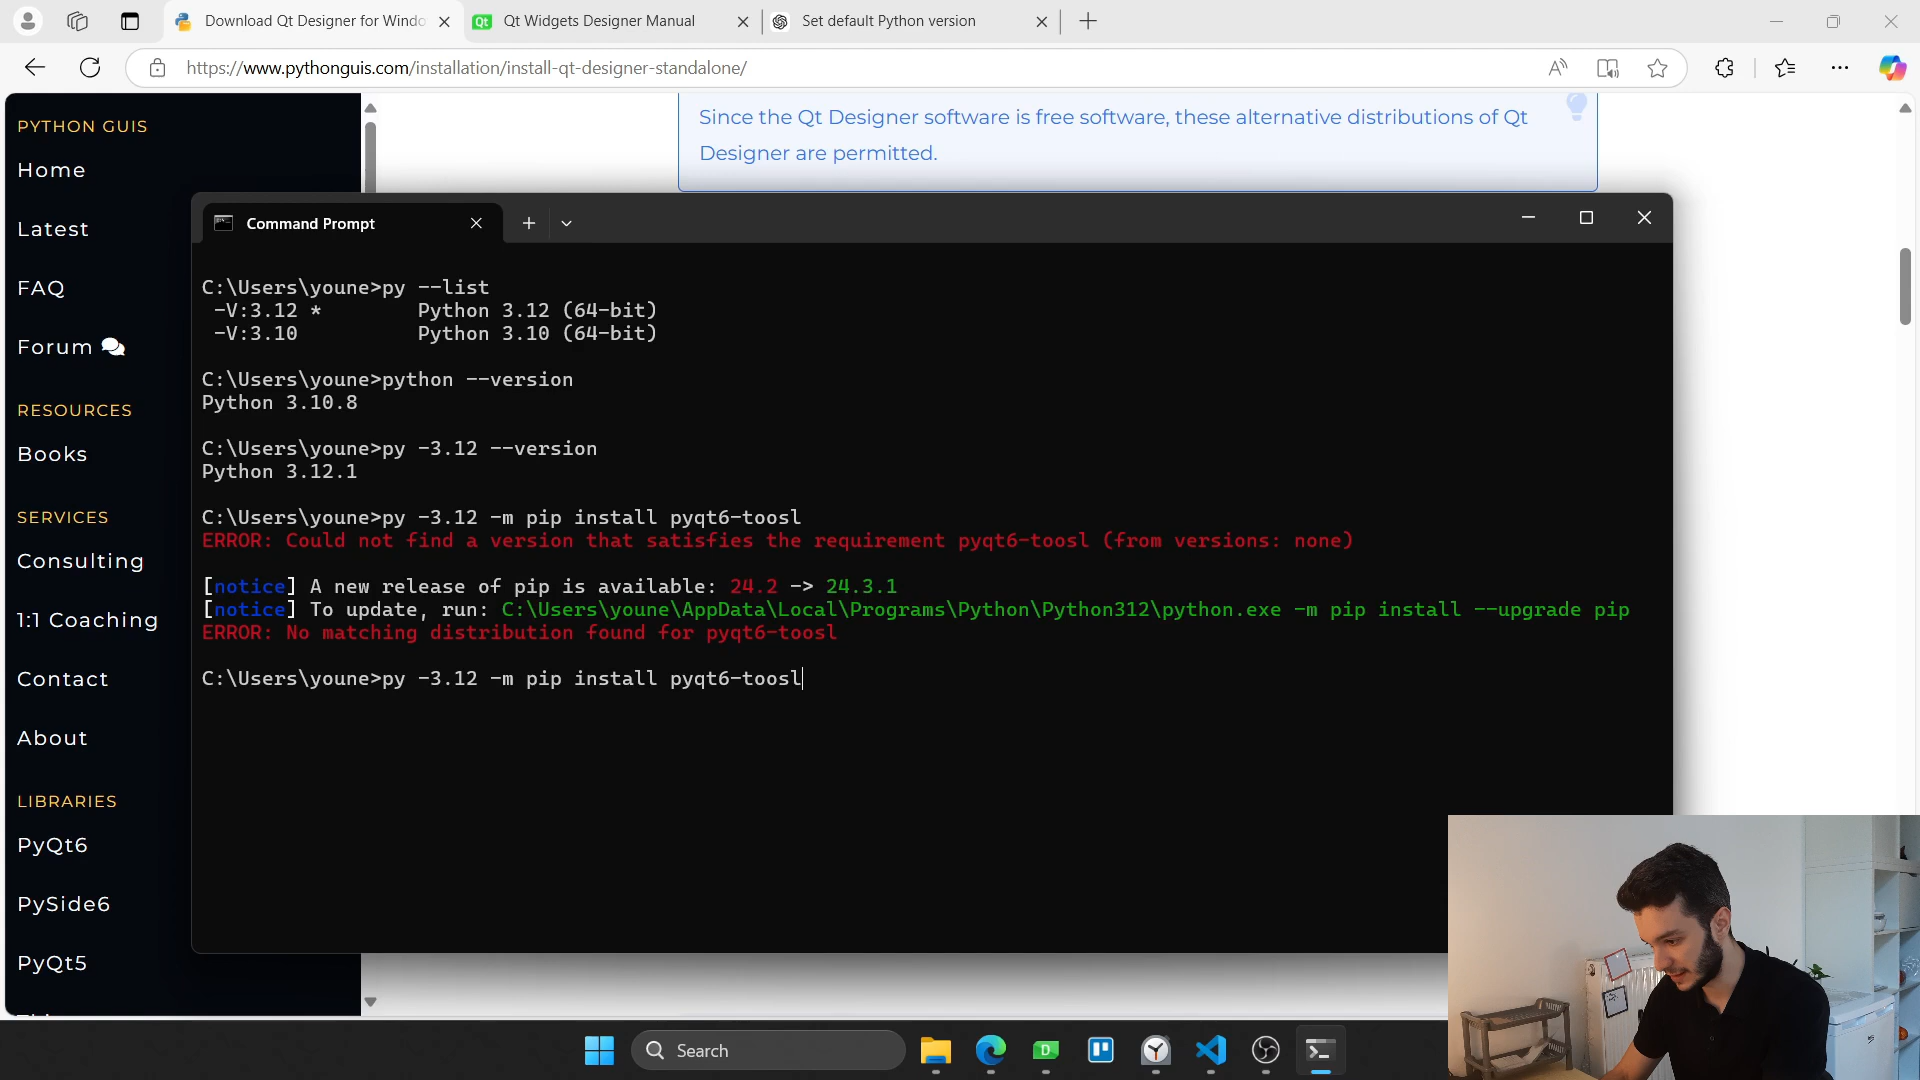 Download Qt Designer for Windo
Qt Widgets Designer Manual
Set default Python version
https://www.pythonguis.com/installation/install-qt-designer-standalone/
PYTHON GUIS
Home
Latest
FAQ
Forum
RESOURCES
Books
SERVICES
Consulting
1:1 Coaching
Contact
About
LIBRARIES
PyQt6
PySide6
PyQt5
Since the Qt Designer software is free software, these alternative distributions of Qt
Designer are permitted.
Command Prompt
C:\Users\youne>py --list
-V:3.12 * Python 3.12 (64-bit)
-V:3.10 Python 3.10 (64-bit)
C:\Users\youne>python --version
Python 3.10.8
C:\Users\youne>py -3.12 --version
Python 3.12.1
C:\Users\youne>py -3.12 -m pip install pyqt6-toosl
ERROR: Could not find a version that satisfies the requirement pyqt6-toosl (from versions: none)
[notice] A new release of pip is available: 24.2 -> 24.3.1
[notice] To update, run: C:\Users\youne\AppData\Local\Programs\Python\Python312\python.exe -m pip install --upgrade pip
ERROR: No matching distribution found for pyqt6-toosl
C:\Users\youne>py -3.12 -m pip install pyqt6-toosl
Search